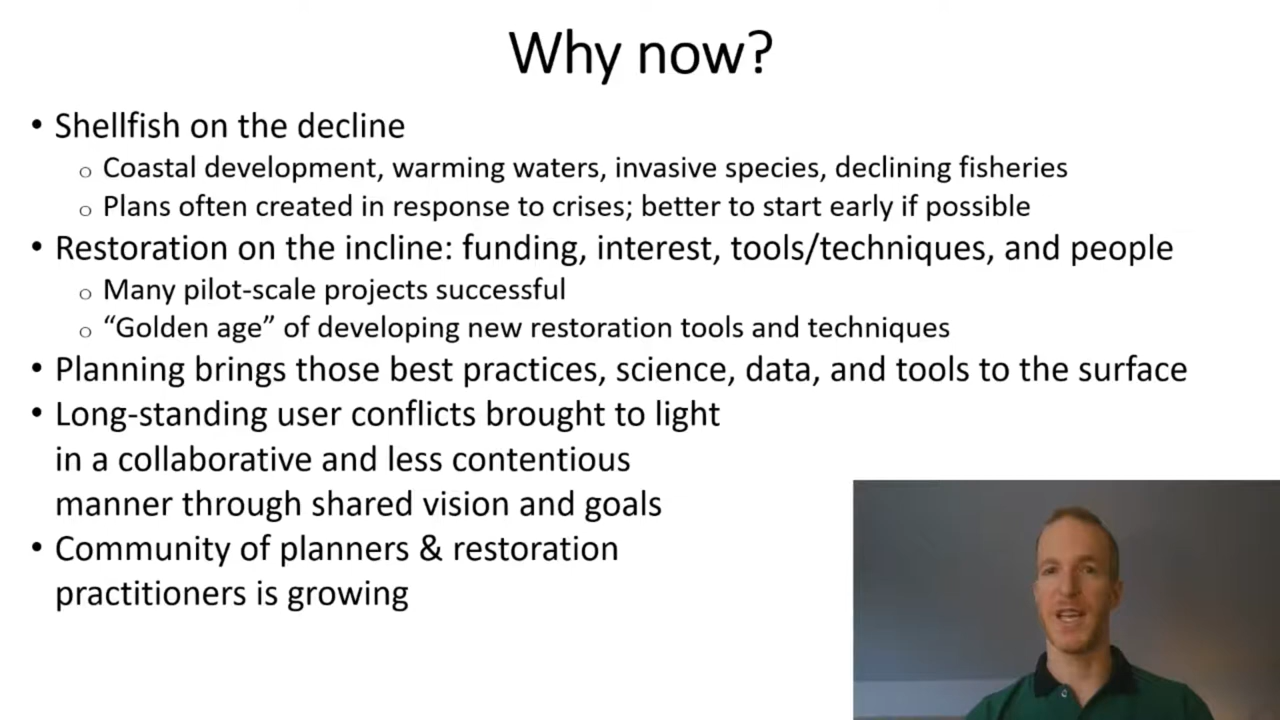 Why now?
• Shellfish on the decline
o Coastal development, warming waters, invasive species, declining fisheries
o Plans often created in response to crises; better to start early if possible
• Restoration on the incline: funding, interest, tools/techniques, and people
o Many pilot-scale projects successful
o “Golden age” of developing new restoration tools and techniques
• Planning brings those best practices, science, data, and tools to the surface
• Long-standing user conflicts brought to light
in a collaborative and less contentious
manner through shared vision and goals
• Community of planners & restoration
practitioners is growing